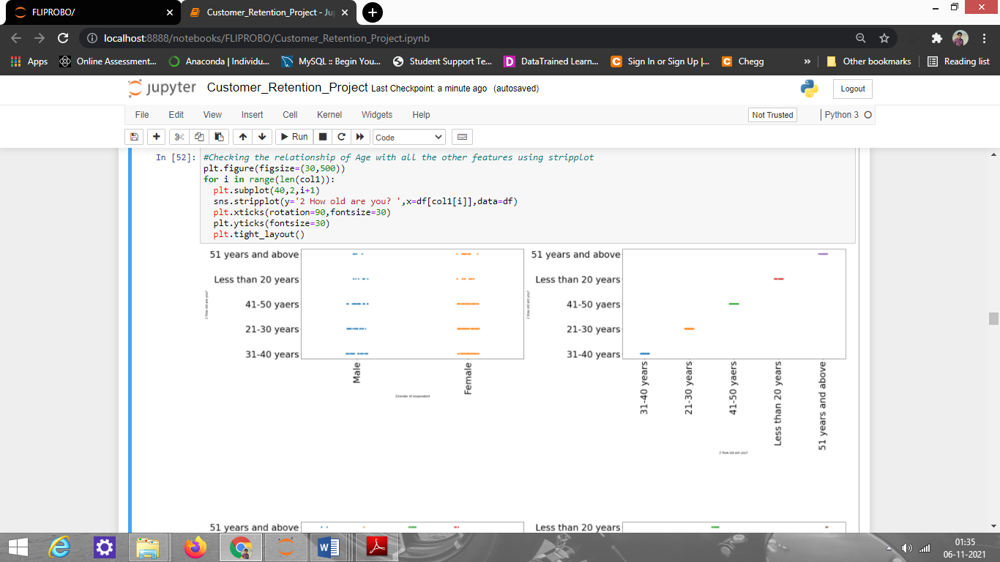 FLIPROBO/
Customer_Retention_Project - Ju
localhost:8888/notebooks/FLIPROBO/Customer_Retention_Project.ipynb
Apps
Online Assessment...
Anaconda | Individu...
MySQL :: Begin You...
Student Support Te...
DataTrained Learn...
Sign In or Sign Up |...
Chegg
»
Other bookmarks
Reading list
jupyter
Customer_Retention_Project Last Checkpoint: a minute ago (autosaved)
Logout
File Edit View Insert Cell Kernel Widgets Help
Not Trusted
Python 3
Run
Code
In [52]:
#Checking the relationship of Age with all the other features using stripplot
plt.figure(figsize=(30,500))
for i in range(len(col1)):
plt.subplot(40,2,i+1)
sns.stripplot(y='2 How old are you? ',x=df[col1[i]],data=df)
plt.xticks(rotation=90,fontsize=30)
plt.yticks(fontsize=30)
plt.tight_layout()
51 years and above
Less than 20 years
41-50 yaers
21-30 years
31-40 years
2 How old are you?
Male
Female
1Gender of respondent
51 years and above
Less than 20 years
41-50 yaers
21-30 years
31-40 years
2 How old are you?
31-40 years
21-30 years
41-50 yaers
Less than 20 years
51 years and above
2 How old are you?
51 years and above
Less than 20 years
01:35
06-11-2021